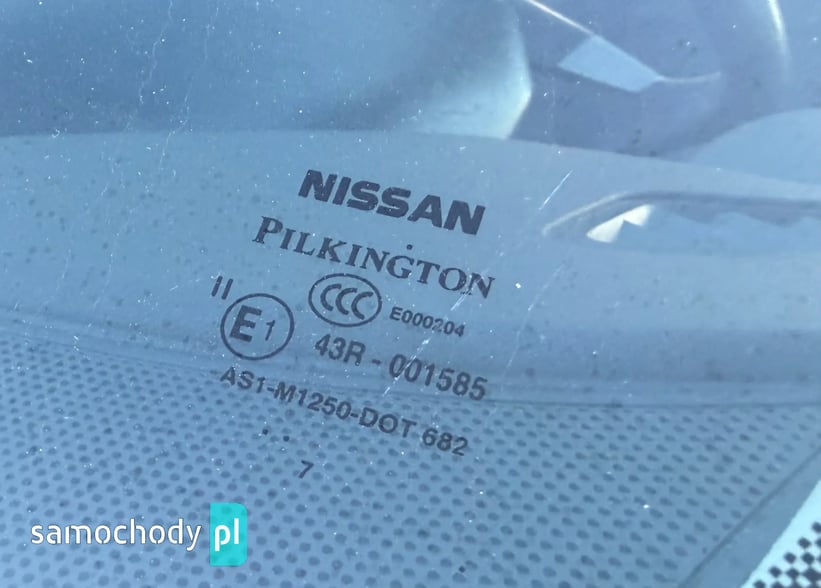 NISSAN
PILKINGTON
CCC E000204
II
E1 43R - 001585
AS1-M1250-DOT 682
. .
7
samochody pl